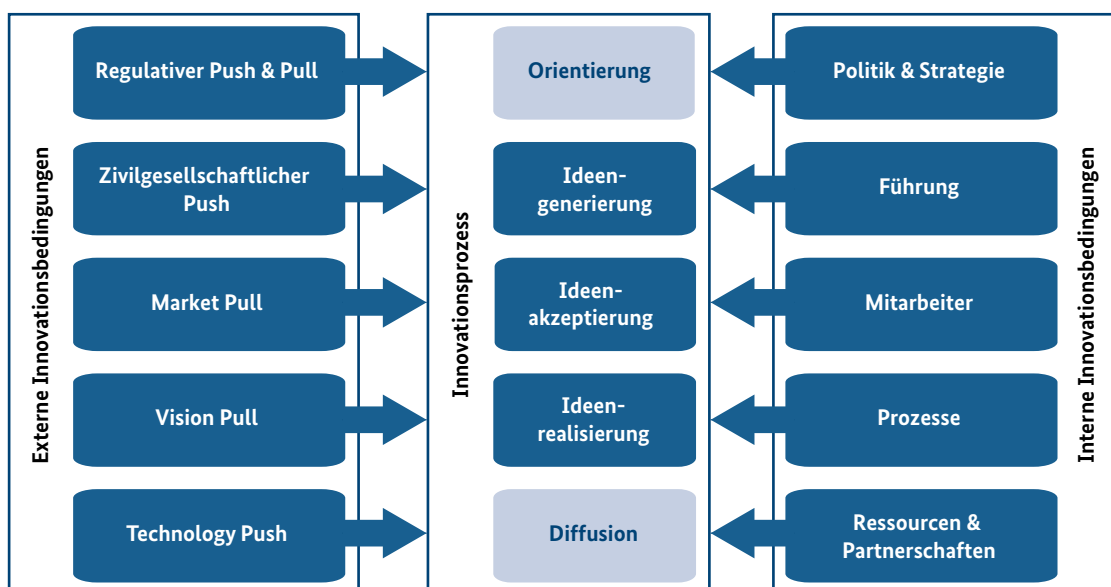 Externe Innovationsbedingungen
Regulativer Push & Pull
Zivilgesellschaftlicher
Push
Market Pull
Vision Pull
Technology Push
Innovationsprozess
Orientierung
Ideen-
generierung
Ideen-
akzeptierung
Ideen-
realisierung
Diffusion
Politik & Strategie
Führung
Mitarbeiter
Prozesse
Ressourcen &
Partnerschaften
Interne Innovationsbedingungen